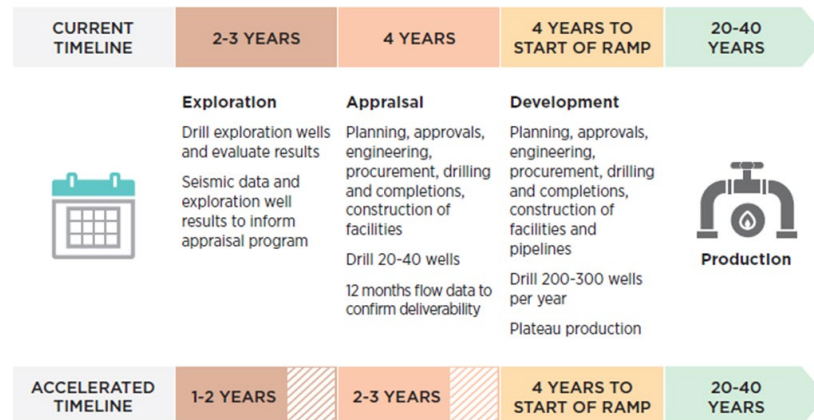 CURRENT
TIMELINE
2-3 YEARS
4 YEARS
4 YEARS TO
START OF RAMP
20-40
YEARS
Exploration
Drill exploration wells
and evaluate results
Seismic data and
exploration well
results to inform
appraisal program
Appraisal
Planning, approvals,
engineering,
procurement, drilling
and completions,
construction of
facilities
Drill 20-40 wells
12 months flow data to
confirm deliverability
Development
Planning, approvals,
engineering,
procurement, drilling
and completions,
construction of
facilities and
pipelines
Drill 200-300 wells
per year
Plateau production
Production
ACCELERATED
TIMELINE
1-2 YEARS
2-3 YEARS
4 YEARS TO
START OF RAMP
20-40
YEARS